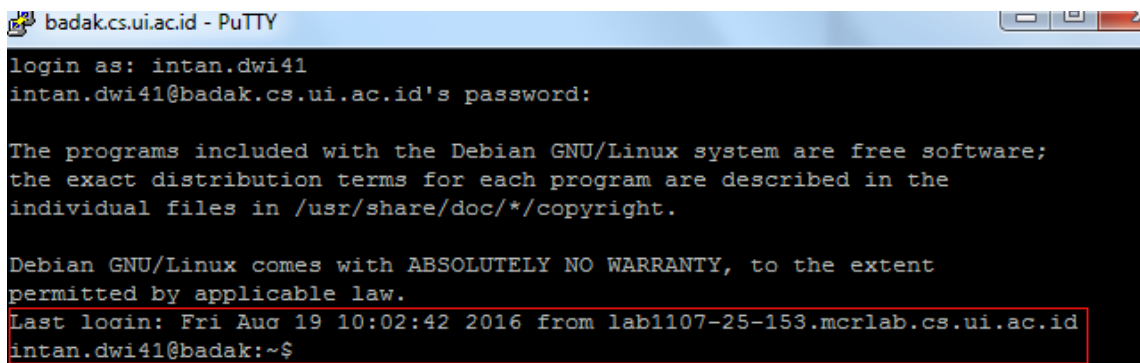 badak.cs.ui.ac.id - PuTTY
login as: intan.dwi41
intan.dwi41@badak.cs.ui.ac.id's password:
The programs included with the Debian GNU/Linux system are free software;
the exact distribution terms for each program are described in the
individual files in /usr/share/doc/*/copyright.
Debian GNU/Linux comes with ABSOLUTELY NO WARRANTY, to the extent
permitted by applicable law.
Last login: Fri Aug 19 10:02:42 2016 from lab1107-25-153.mcrlab.cs.ui.ac.id
intan.dwi41@badak:~$